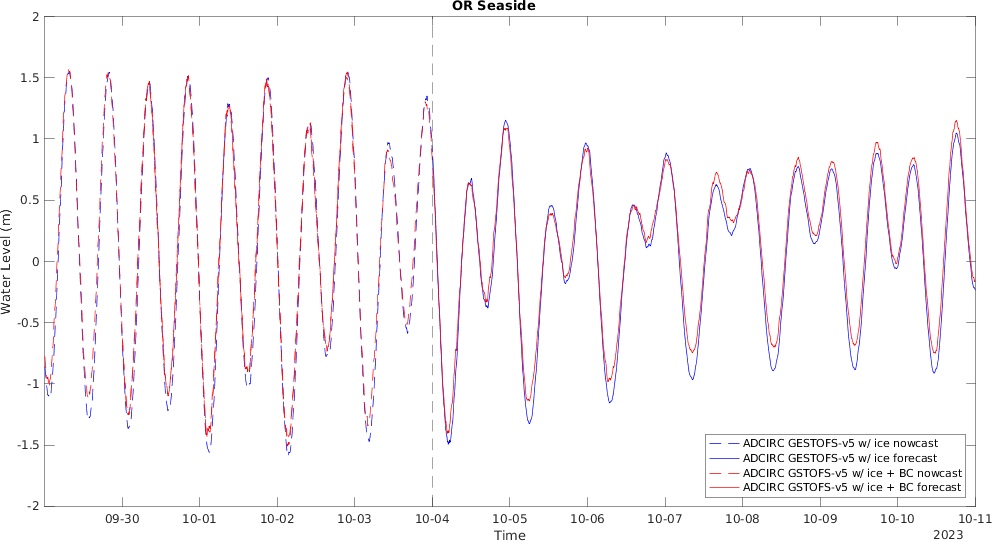 OR Seaside
2
1.5
1
0.5
0
-0.5
-1
-1.5
-2
Water Level (m)
09-30 10-01 10-02 10-03 10-04 10-05 10-06 10-07 10-08 10-09 10-10 10-11
Time
2023
ADCIRC GESTOFS-v5 w/ ice nowcast
ADCIRC GESTOFS-v5 w/ ice forecast
ADCIRC GSTOFS-v5 w/ ice + BC nowcast
ADCIRC GSTOFS-v5 w/ ice + BC forecast